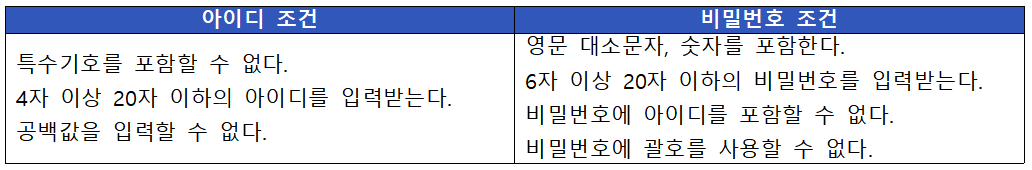 아이디 조건
비밀번호 조건
특수기호를 포함할 수 없다.
4자 이상 20자 이하의 아이디를 입력받는다.
공백값을 입력할 수 없다.
영문 대소문자, 숫자를 포함한다.
6자 이상 20자 이하의 비밀번호를 입력받는다.
비밀번호에 아이디를 포함할 수 없다.
비밀번호에 괄호를 사용할 수 없다.